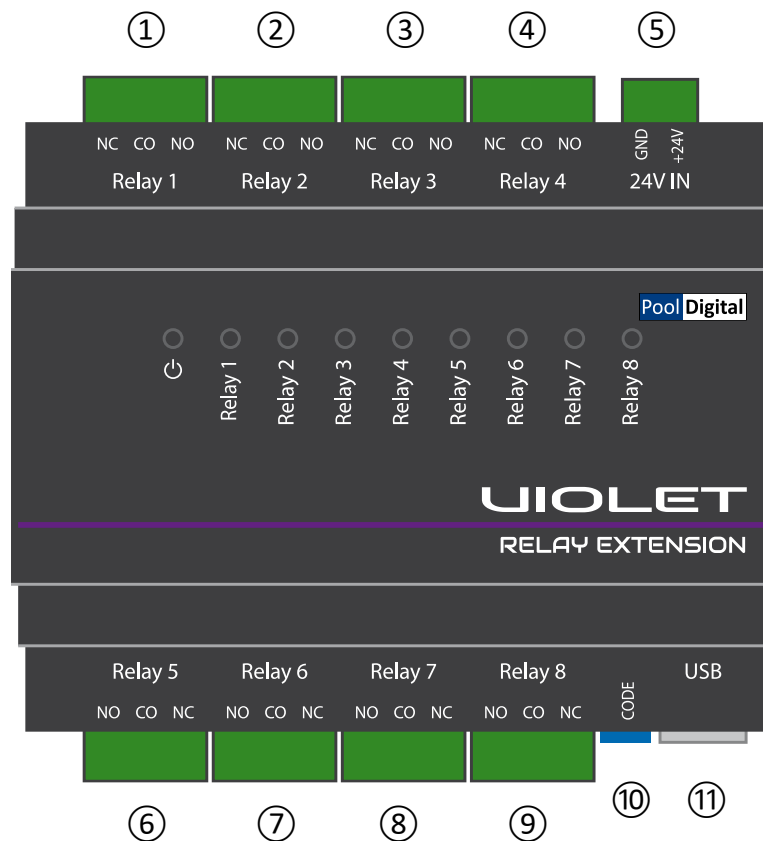 ① ② ③ ④ ⑤
NC CO NO NC CO NO NC CO NO NC CO NO GND +24V
Relay 1 Relay 2 Relay 3 Relay 4 24V IN
Pool Digital
Relay 1 Relay 2 Relay 3 Relay 4 Relay 5 Relay 6 Relay 7 Relay 8
VIOLET
RELAY EXTENSION
Relay 5 Relay 6 Relay 7 Relay 8 USB
NO CO NC NO CO NC NO CO NC NO CO NC CODE
⑥ ⑦ ⑧ ⑨ ⑩ ⑪